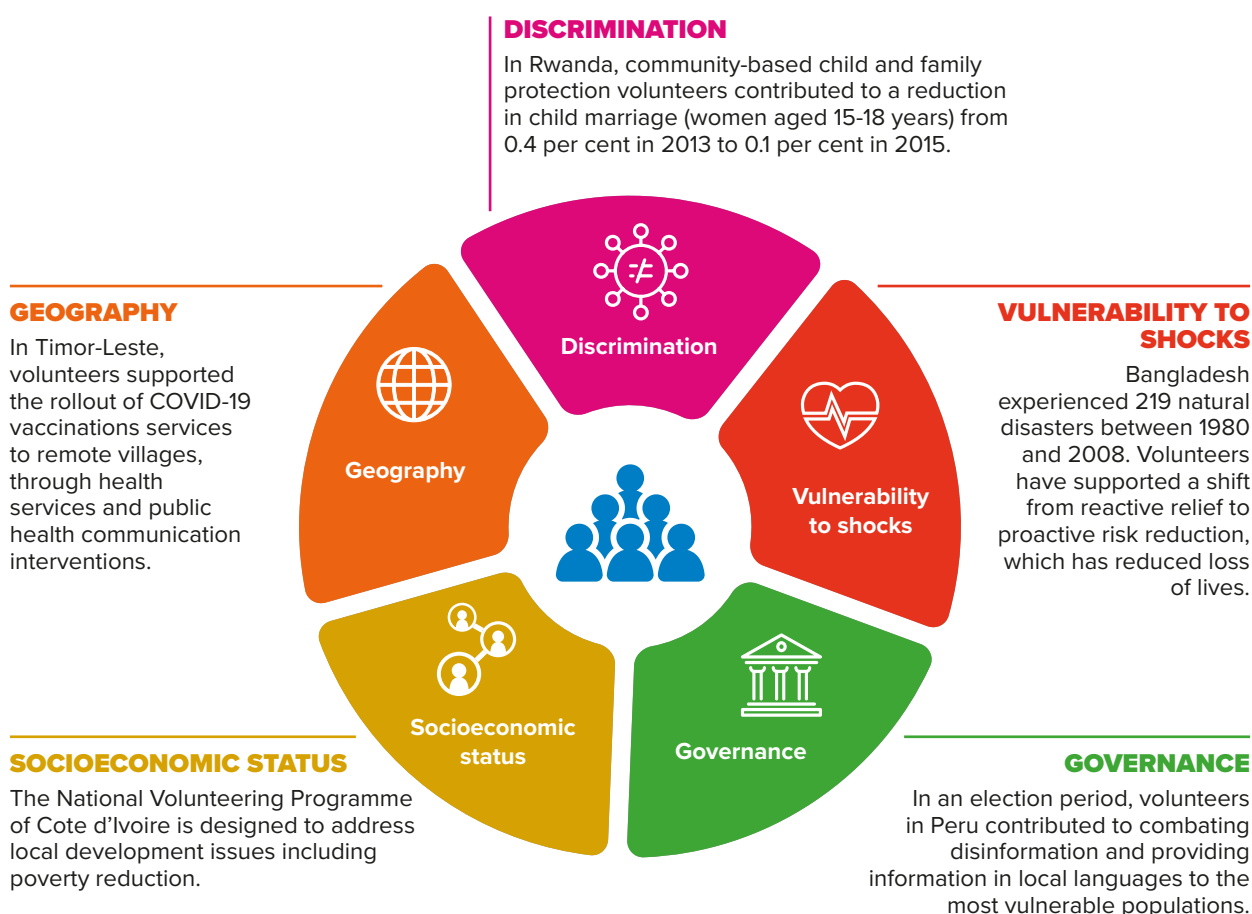 DISCRIMINATION
In Rwanda, community-based child and family
protection volunteers contributed to a reduction
in child marriage (women aged 15-18 years) from
0.4 per cent in 2013 to 0.1 per cent in 2015.
GEOGRAPHY
In Timor-Leste,
volunteers supported
the rollout of COVID-19
vaccinations services
to remote villages,
through health
services and public
health communication
interventions.
VULNERABILITY TO
SHOCKS
Bangladesh
experienced 219 natural
disasters between 1980
and 2008. Volunteers
have supported a shift
from reactive relief to
proactive risk reduction,
which has reduced loss
of lives.
Discrimination
Geography
Vulnerability
to shocks
Socioeconomic
status
Governance
SOCIOECONOMIC STATUS
The National Volunteering Programme
of Cote d’Ivoire is designed to address
local development issues including
poverty reduction.
GOVERNANCE
In an election period, volunteers
in Peru contributed to combating
disinformation and providing
information in local languages to the
most vulnerable populations.